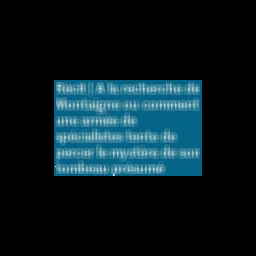 Récit | A la recherche de
Montaigne ou comment
une armée de
spécialistes tente de
percer le mystère de son
tombeau présumé